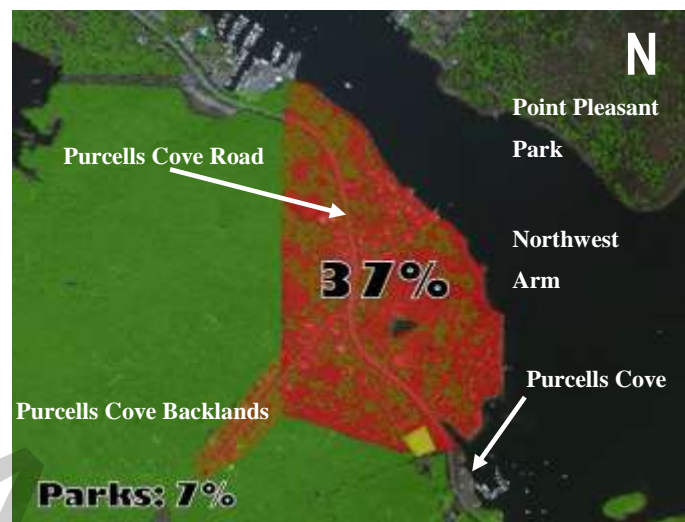 N
Point Pleasant
Park
Purcells Cove Road
Northwest
Arm
37%
Purcells Cove
Purcells Cove Backlands
Parks: 7%